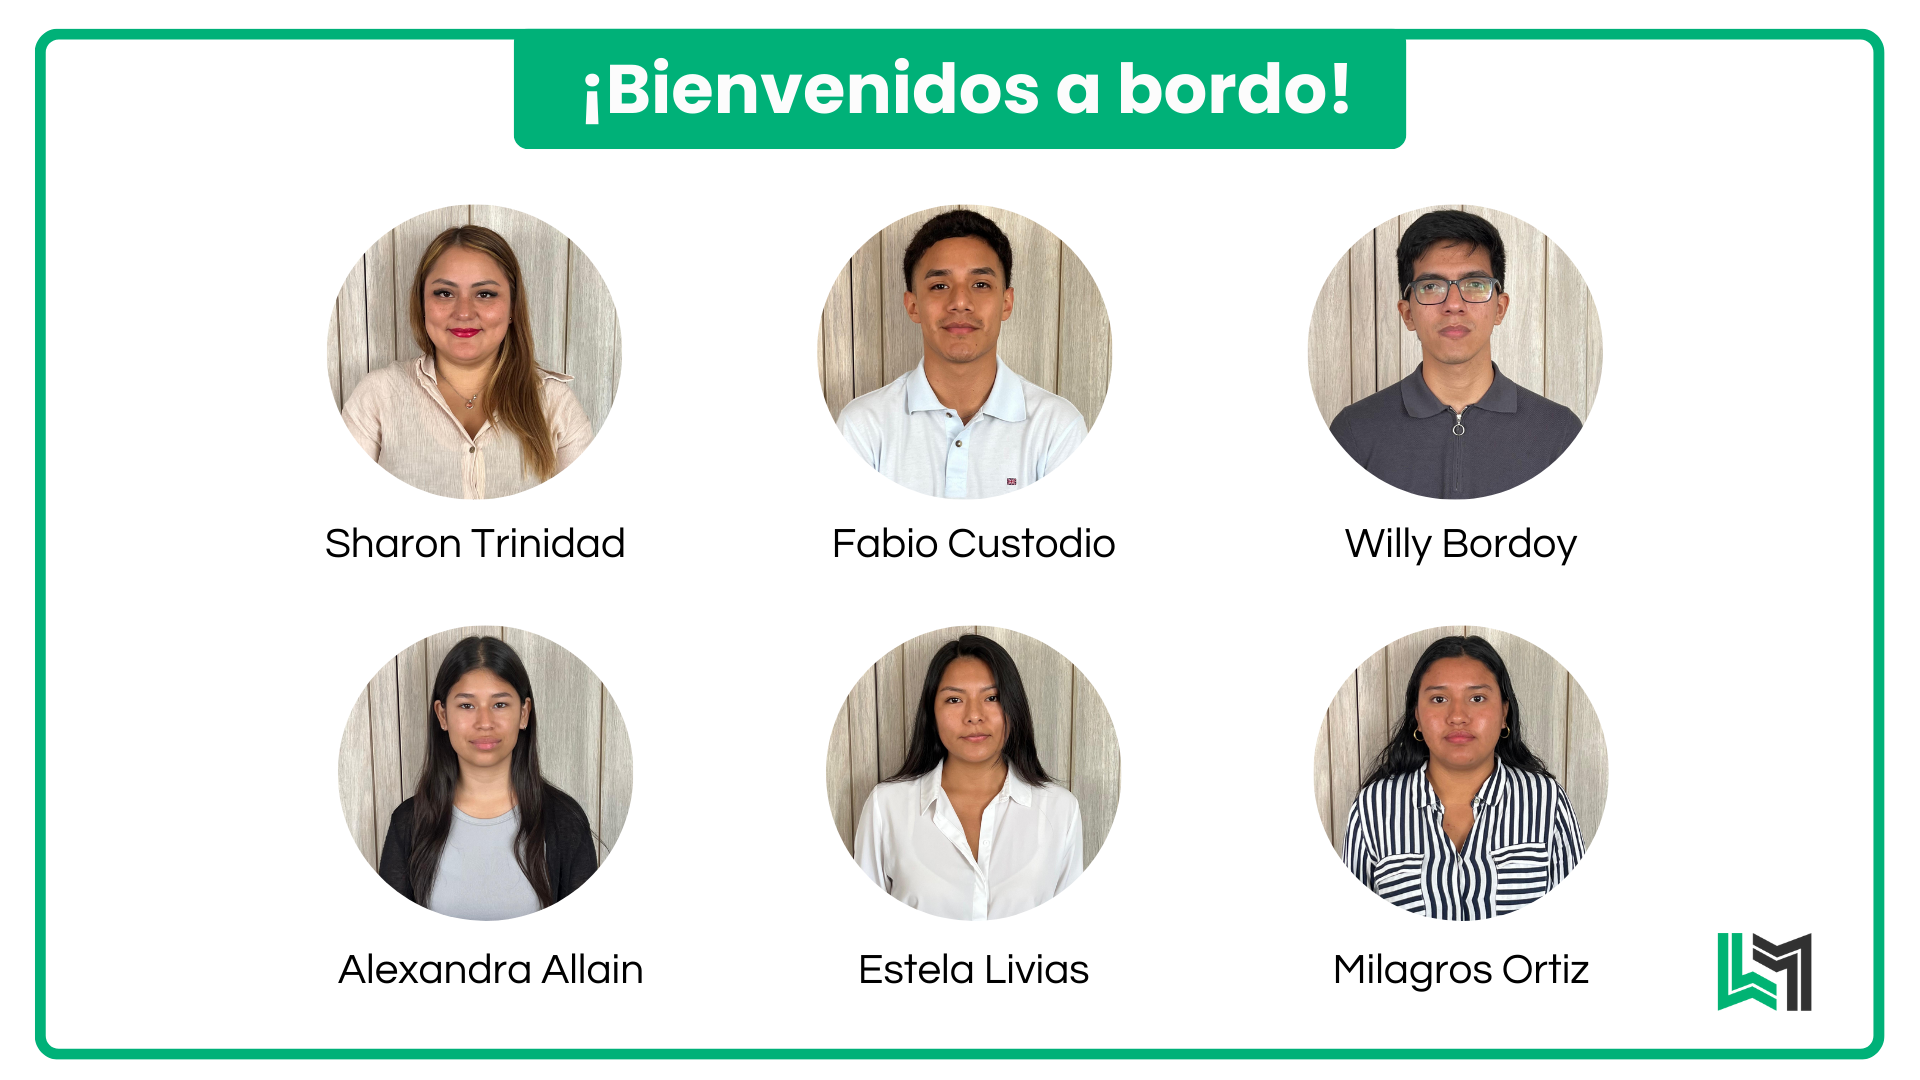 ¡Bienvenidos a bordo!
Sharon Trinidad
Fabio Custodio
Willy Bordoy
Alexandra Allain
Estela Livias
Milagros Ortiz